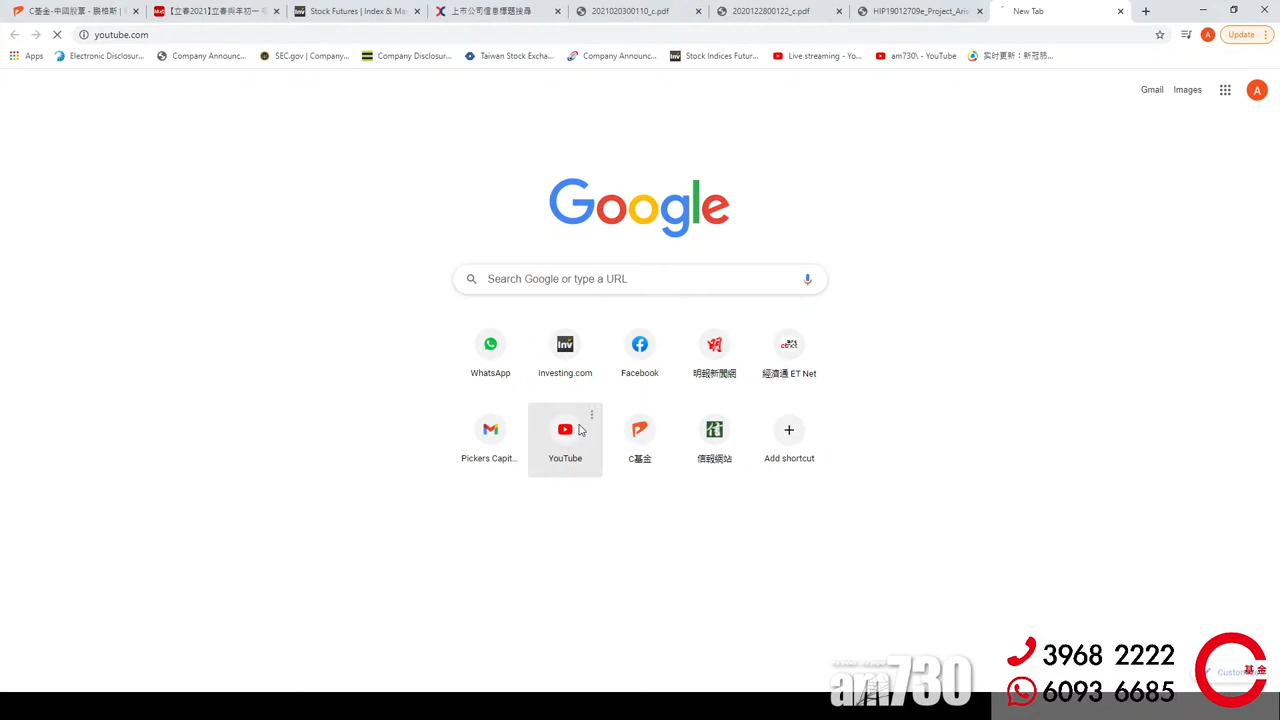 C基金-中國股票 - 鵬格斯 |
【立春2021】立春與年初一
Stock Futures | Index & Ma
上市公司信息標題搜尋
2021020300110_c.pdf
2020122800122_c.pdf
HIP19012709e_Project_Aris
New Tab
youtube.com
A
Update
Apps
Electronic Disclosur...
Company Announc...
SEC.gov | Company...
Company Disclosur...
Taiwan Stock Excha...
Company Announc...
Stock Indices Futur...
Live streaming - Yo...
am730\ - YouTube
实时更新：新冠肺...
Gmail
Images
A
Google
Search Google or type a URL
Inv
明
WhatsApp
Investing.com
Facebook
明報新聞網
經濟通 ET Net
信
Pickers Capit...
YouTube
C基金
信報網站
Add shortcut
am730
3968 2222
6093 6685
基金